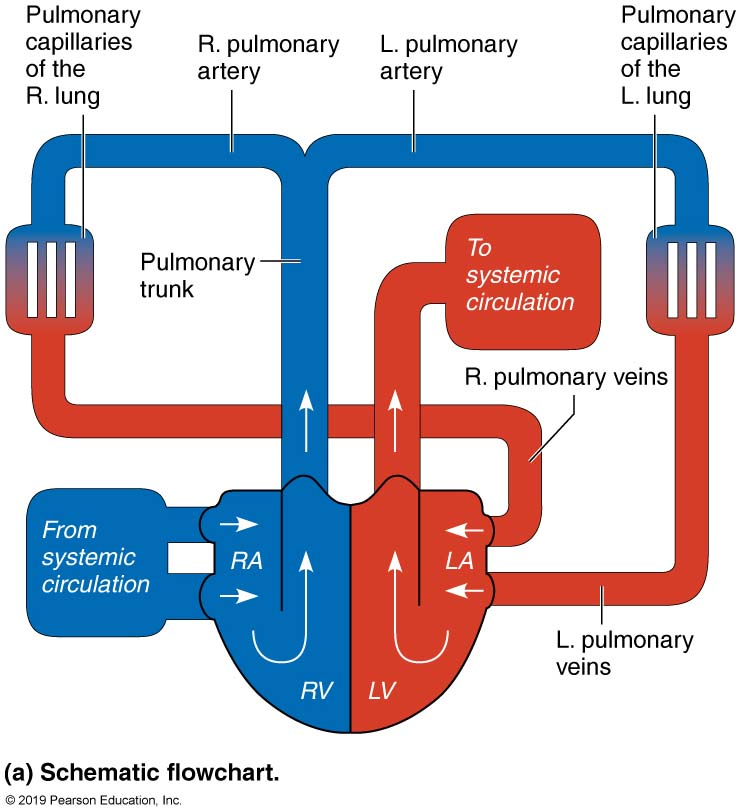 Pulmonary
capillaries
of the
R. lung
R. pulmonary
artery
L. pulmonary
artery
Pulmonary
capillaries
of the
L. lung
Pulmonary
trunk
To
systemic
circulation
R. pulmonary veins
From
systemic
circulation
RA
LA
RV
LV
L. pulmonary
veins
(a) Schematic flowchart.
© 2019 Pearson Education, Inc.